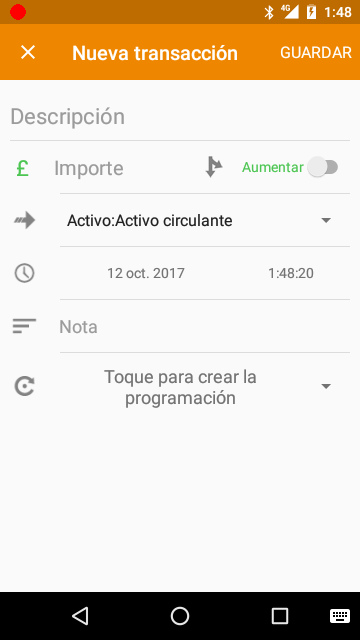 4G 1:48
Nueva transacción GUARDAR
Descripción
£ Importe Aumentar
Activo:Activo circulante
12 oct. 2017 1:48:20
Nota
Toque para crear la
programación